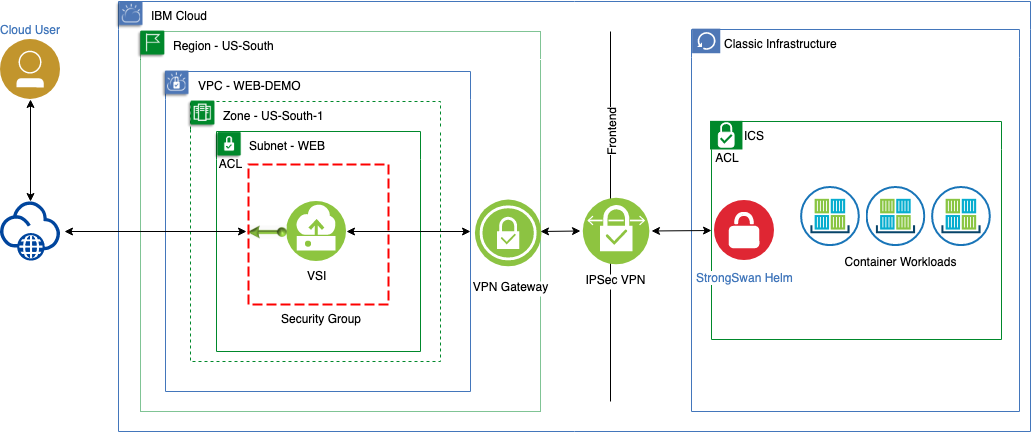 Cloud User
IBM Cloud
Region - US-South
Classic Infrastructure
VPC - WEB-DEMO
Zone - US-South-1
Frontend
Subnet - WEB
ACL
ICS
ACL
VSI
Security Group
VPN Gateway
IPSec VPN
StrongSwan Helm
Container Workloads